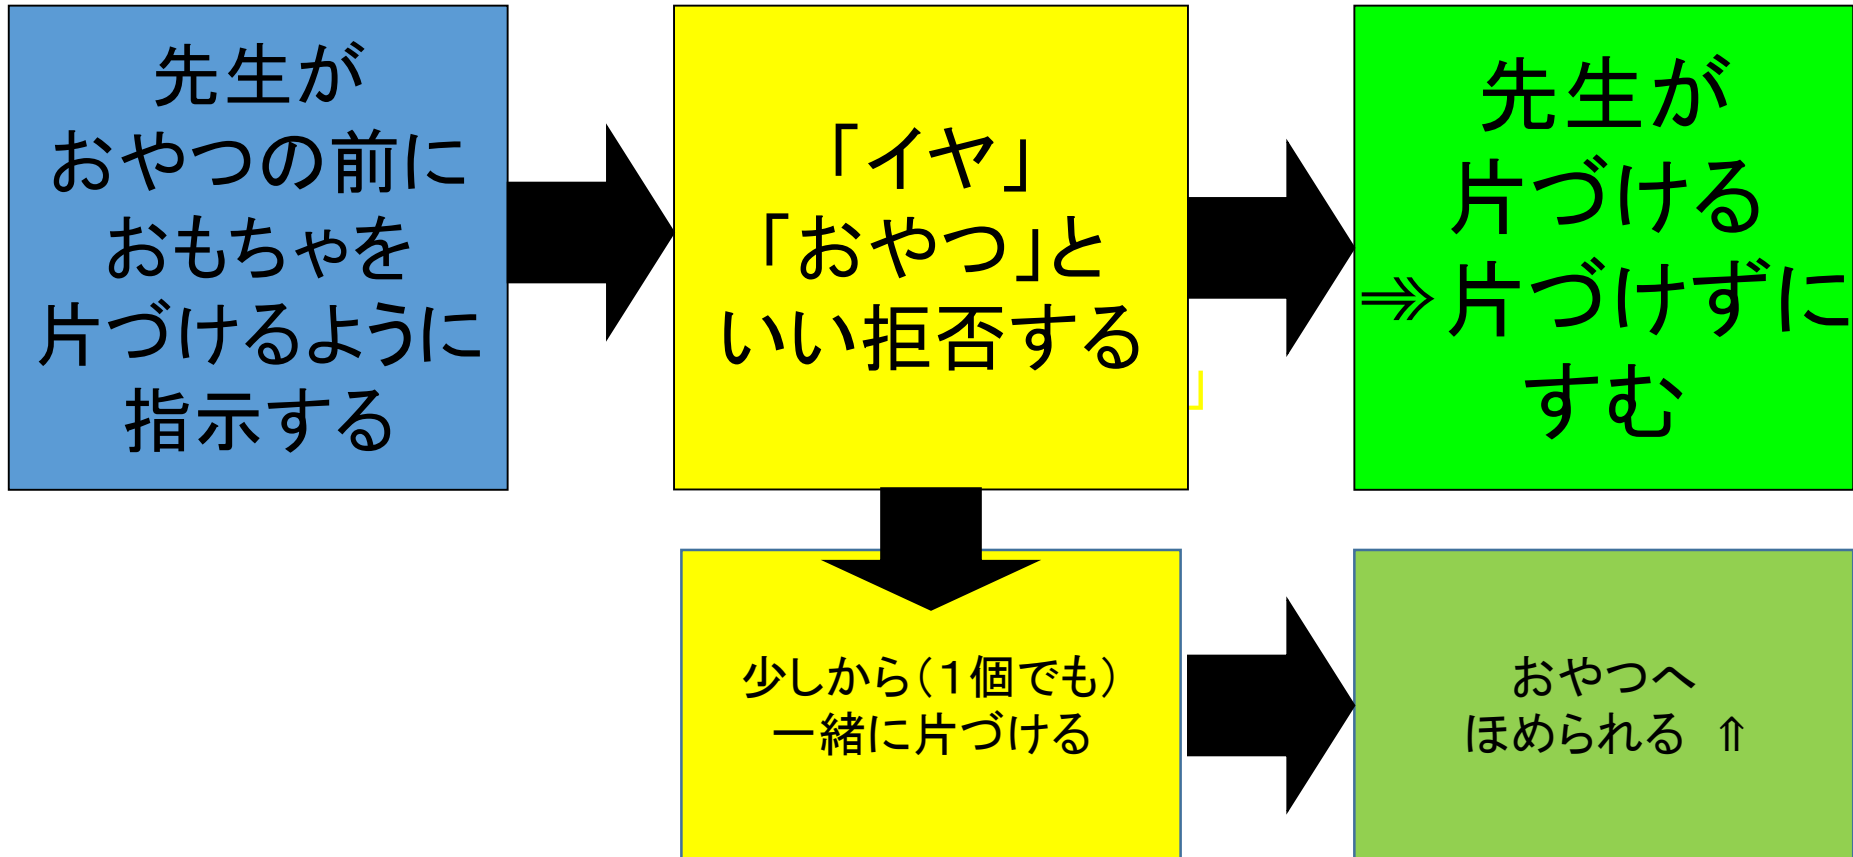 先生が
おやつの前に
おもちゃを
片づけるように
指示する
「イヤ」
「おやつ」と
いい拒否する
」
先生が
片づける
⇒片づけずに
すむ
少しから（１個でも）
一緒に片づける
おやつへ
ほめられる ⇑